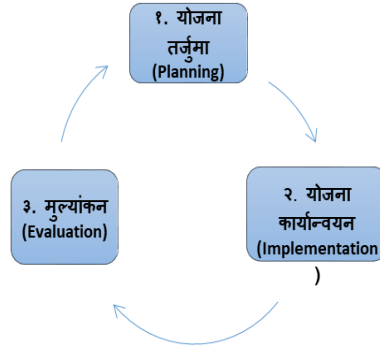 १. योजना
तर्जुमा
(Planning)
२. योजना
कार्यान्वयन
(Implementation
)
३. मुल्यांकन
(Evaluation)